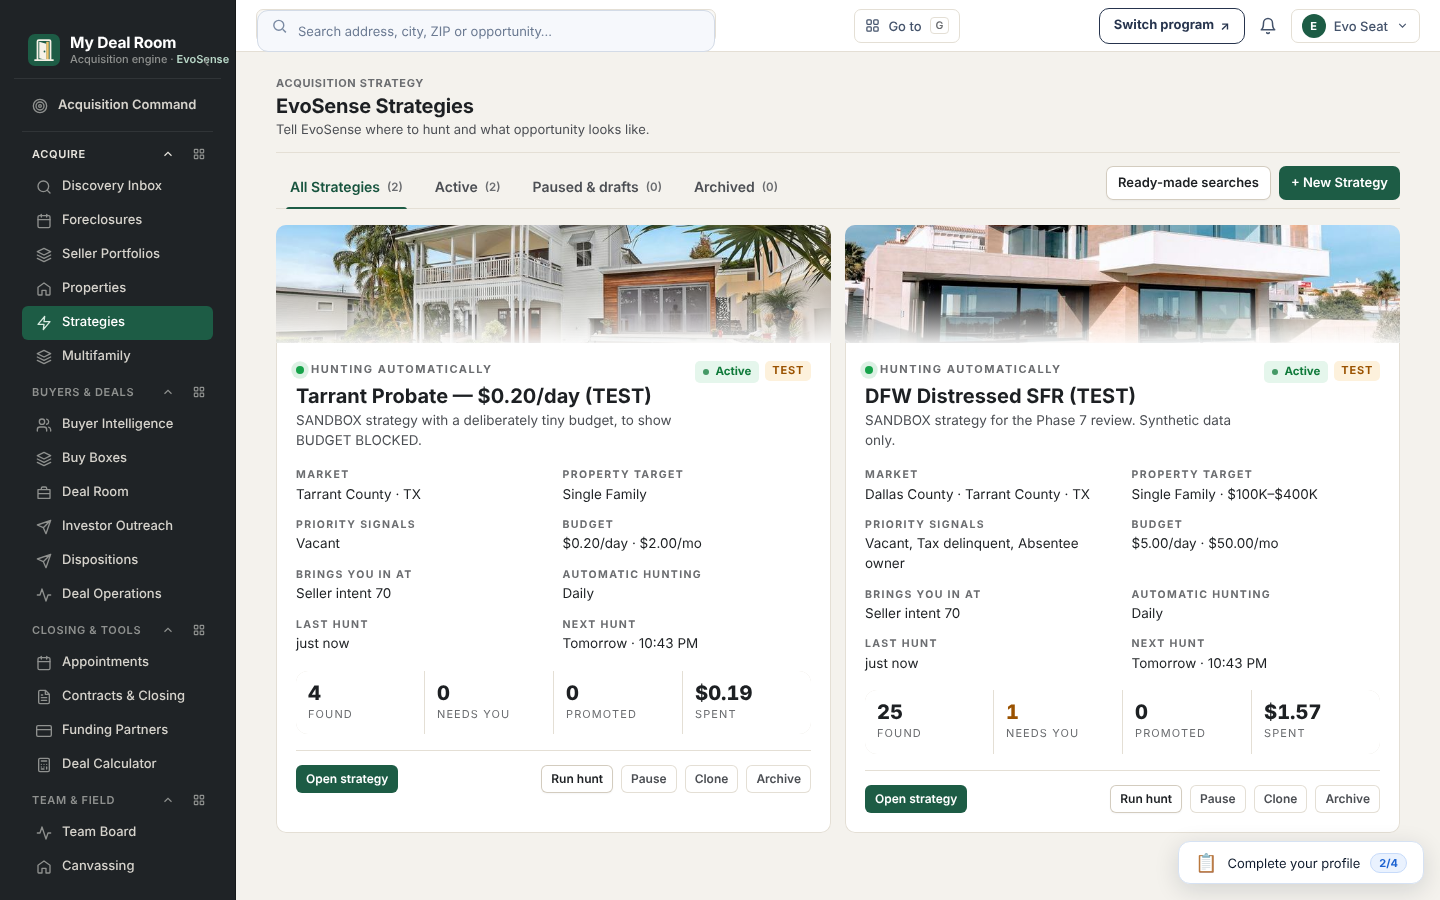 My Deal Room
Acquisition engine · EvoSense
Acquisition Command
ACQUIRE
Discovery Inbox
Foreclosures
Seller Portfolios
Properties
Strategies
Multifamily
BUYERS & DEALS
Buyer Intelligence
Buy Boxes
Deal Room
Investor Outreach
Dispositions
Deal Operations
CLOSING & TOOLS
Appointments
Contracts & Closing
Funding Partners
Deal Calculator
TEAM & FIELD
Team Board
Canvassing
Search address, city, ZIP or opportunity...
Go to G
Switch program ↗
E Evo Seat
ACQUISITION STRATEGY
EvoSense Strategies
Tell EvoSense where to hunt and what opportunity looks like.
All Strategies (2) Active (2) Paused & drafts (0) Archived (0)
Ready-made searches + New Strategy
HUNTING AUTOMATICALLY Active TEST
Tarrant Probate — $0.20/day (TEST)
SANDBOX strategy with a deliberately tiny budget, to show
BUDGET BLOCKED.
MARKET PROPERTY TARGET
Tarrant County · TX Single Family
PRIORITY SIGNALS BUDGET
Vacant $0.20/day · $2.00/mo
BRINGS YOU IN AT AUTOMATIC HUNTING
Seller intent 70 Daily
LAST HUNT NEXT HUNT
just now Tomorrow · 10:43 PM
4 0 0 $0.19
FOUND NEEDS YOU PROMOTED SPENT
Open strategy Run hunt Pause Clone Archive
HUNTING AUTOMATICALLY Active TEST
DFW Distressed SFR (TEST)
SANDBOX strategy for the Phase 7 review. Synthetic data
only.
MARKET PROPERTY TARGET
Dallas County · Tarrant County · TX Single Family · $100K–$400K
PRIORITY SIGNALS BUDGET
Vacant, Tax delinquent, Absentee $5.00/day · $50.00/mo
owner
BRINGS YOU IN AT AUTOMATIC HUNTING
Seller intent 70 Daily
LAST HUNT NEXT HUNT
just now Tomorrow · 10:43 PM
25 1 0 $1.57
FOUND NEEDS YOU PROMOTED SPENT
Open strategy Run hunt Pause Clone Archive
Complete your profile 2/4